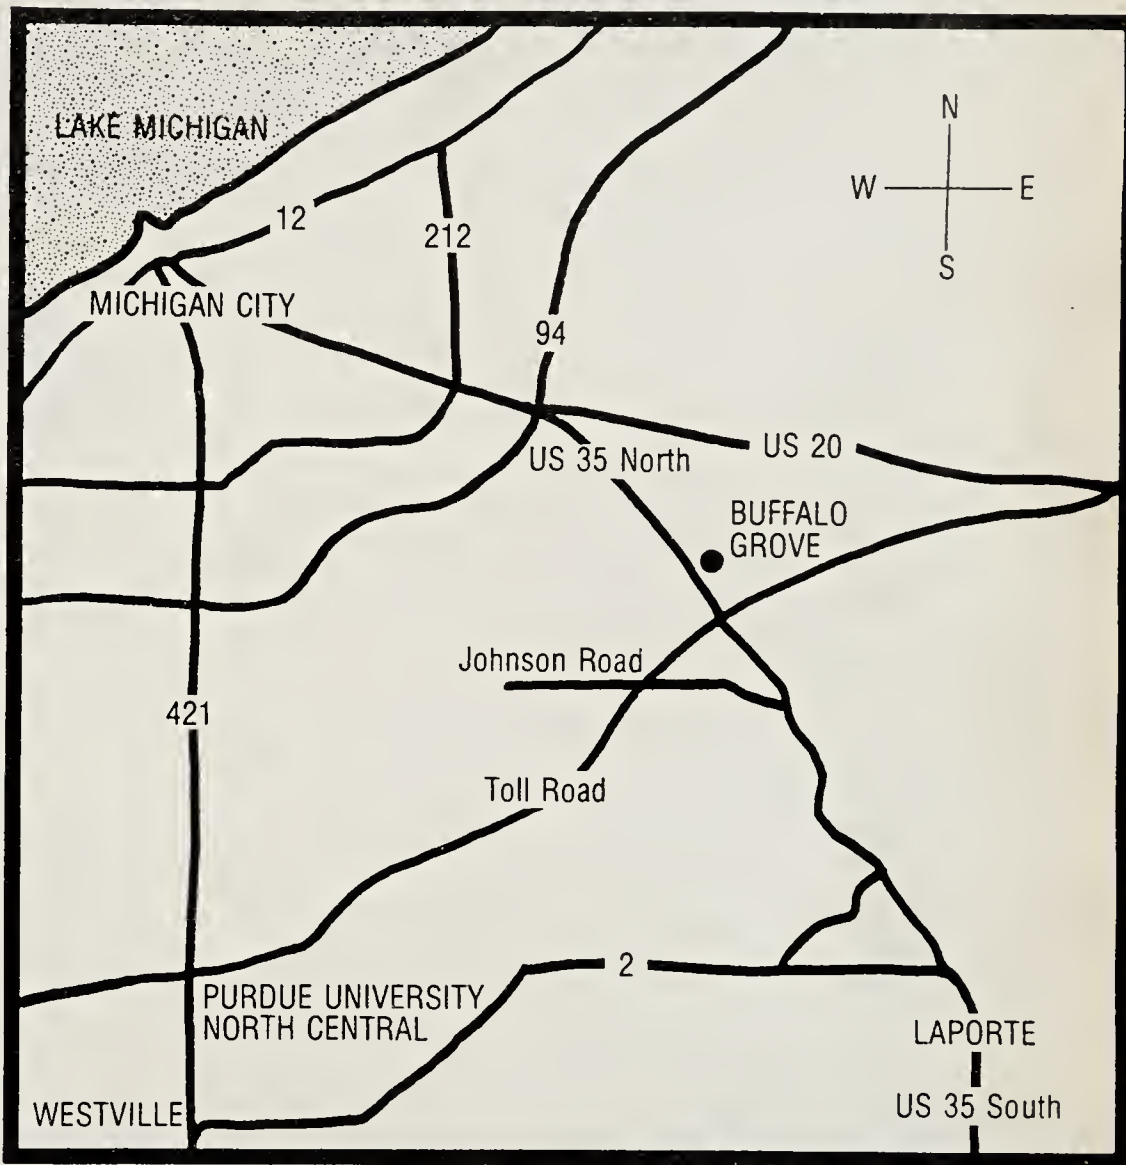 N
LAKE MICHIGAN
W E
12
212
S
MICHIGAN CITY
94
US 20
US 35 North
BUFFALO
GROVE
Johnson Road
421
Toll Road
2
PURDUE UNIVERSITY
NORTH CENTRAL
LAPORTE
WESTVILLE
US 35 South